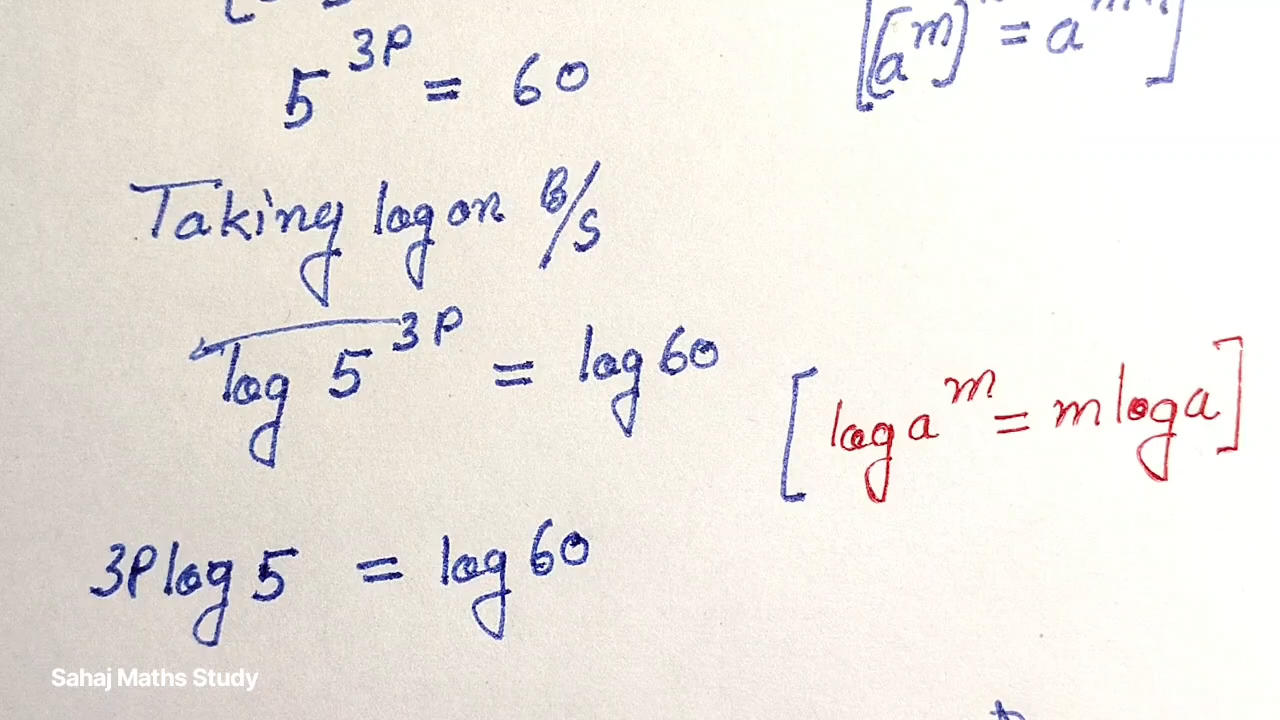 [(a^m)^n = a^mn]
5^3P = 60
Taking log on B/S
log 5^3P = log 60
[log a^m = m log a]
3P log 5 = log 60
Sahaj Maths Study